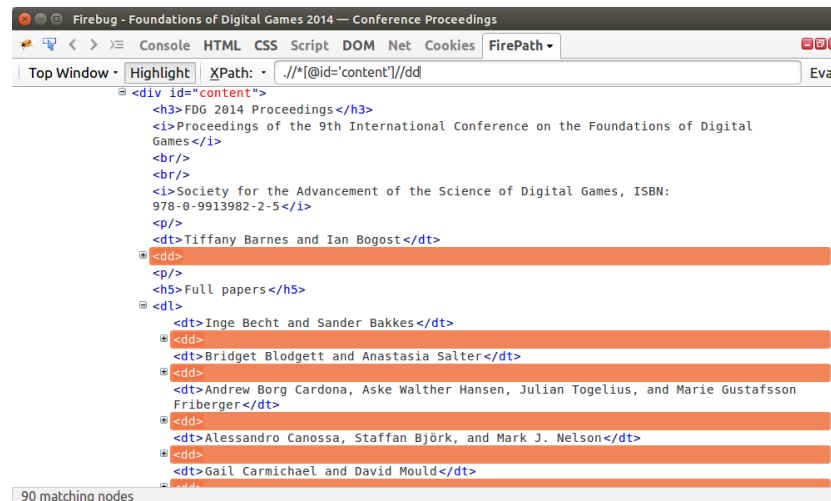 Firebug - Foundations of Digital Games 2014 — Conference Proceedings
Console HTML CSS Script DOM Net Cookies FirePath
Top Window Highlight XPath: .//*[@id='content']//dd Eva
<div id="content">
<h3>FDG 2014 Proceedings</h3>
<i>Proceedings of the 9th International Conference on the Foundations of Digital
Games</i>
<br/>
<br/>
<i>Society for the Advancement of the Science of Digital Games, ISBN:
978-0-9913982-2-5</i>
<p/>
<dt>Tiffany Barnes and Ian Bogost</dt>
<dd>
<p/>
<h5>Full papers</h5>
<dl>
<dt>Inge Becht and Sander Bakkes</dt>
<dd>
<dt>Bridget Blodgett and Anastasia Salter</dt>
<dd>
<dt>Andrew Borg Cardona, Aske Walther Hansen, Julian Togelius, and Marie Gustafsson
Friberger</dt>
<dd>
<dt>Alessandro Canossa, Staffan Björk, and Mark J. Nelson</dt>
<dd>
<dt>Gail Carmichael and David Mould</dt>
<dd>
90 matching nodes